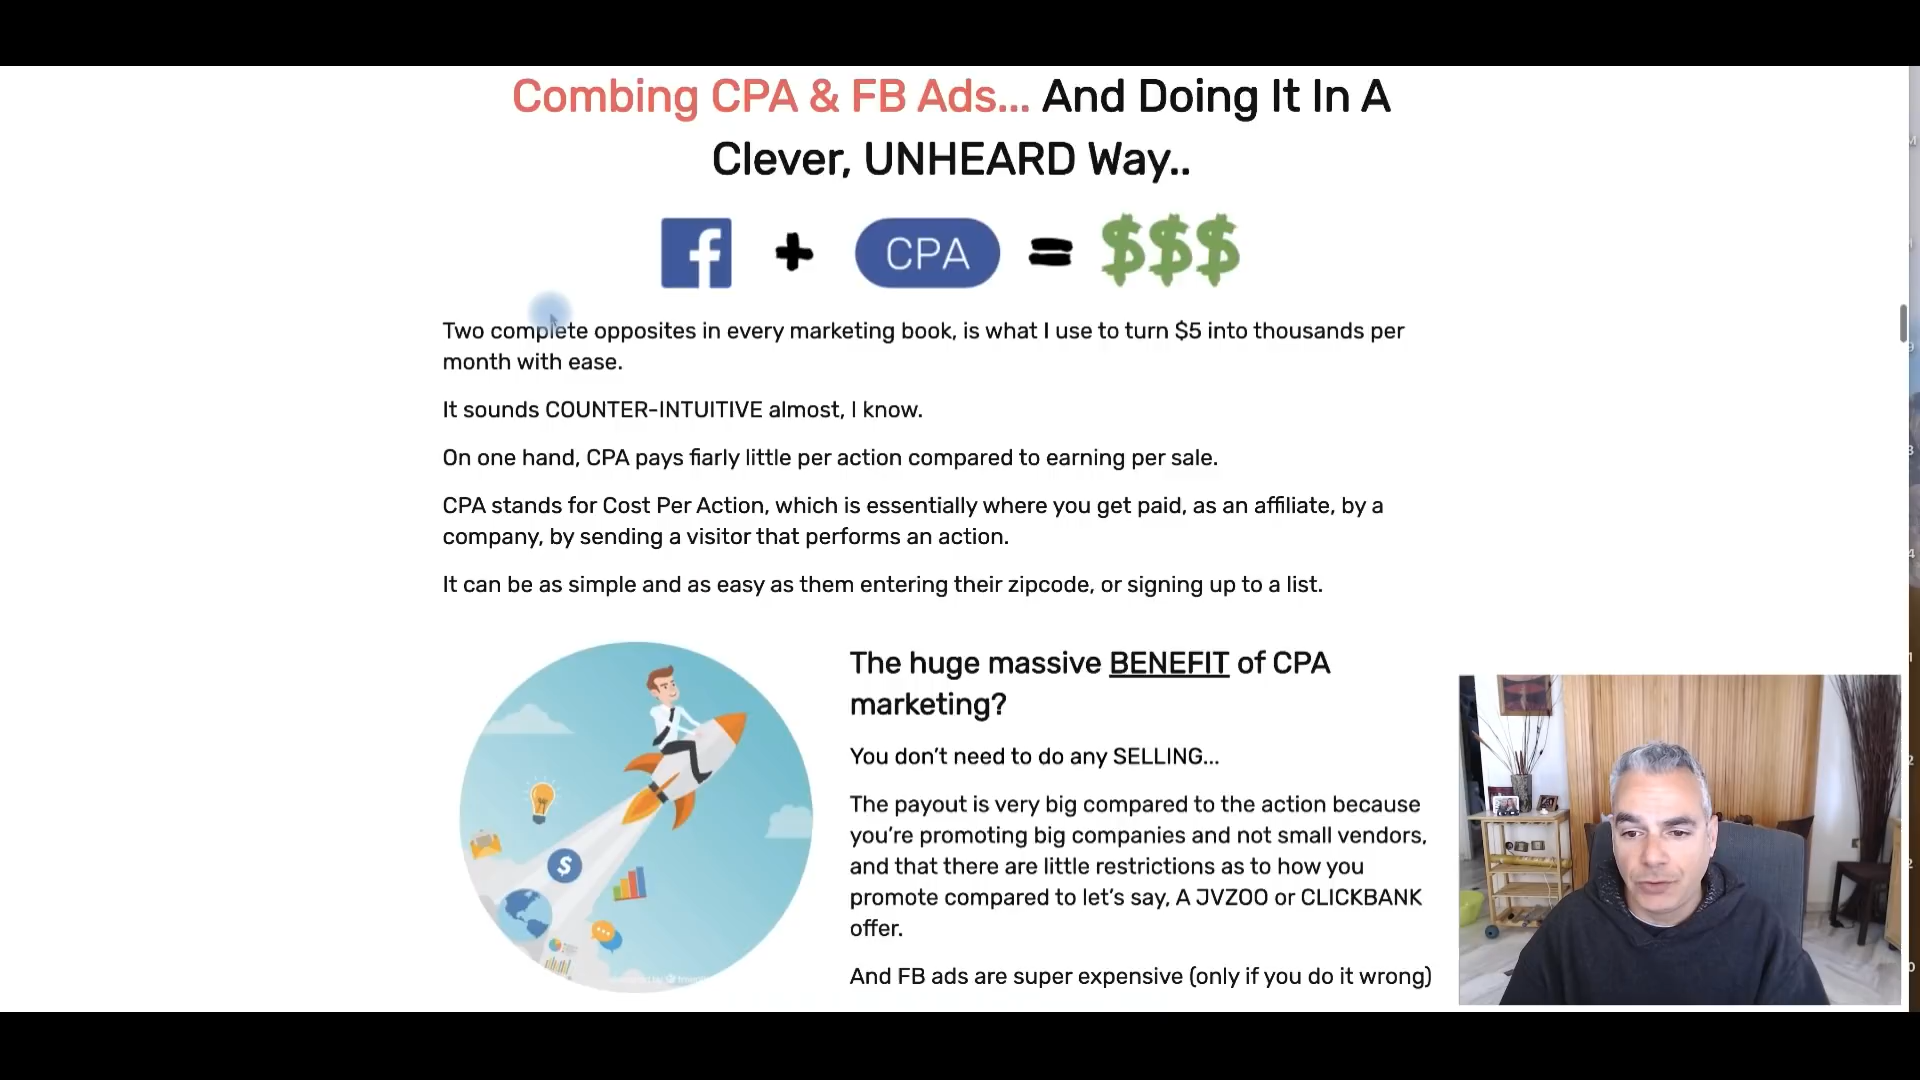 Combing CPA & FB Ads... And Doing It In A
Clever, UNHEARD Way..
f + CPA = $$$
Two complete opposites in every marketing book, is what I use to turn $5 into thousands per
month with ease.
It sounds COUNTER-INTUITIVE almost, I know.
On one hand, CPA pays fiarly little per action compared to earning per sale.
CPA stands for Cost Per Action, which is essentially where you get paid, as an affiliate, by a
company, by sending a visitor that performs an action.
It can be as simple and as easy as them entering their zipcode, or signing up to a list.
$
The huge massive BENEFIT of CPA
marketing?
You don't need to do any SELLING...
The payout is very big compared to the action because
you're promoting big companies and not small vendors,
and that there are little restrictions as to how you
promote compared to let's say, A JVZOO or CLICKBANK
offer.
And FB ads are super expensive (only if you do it wrong)